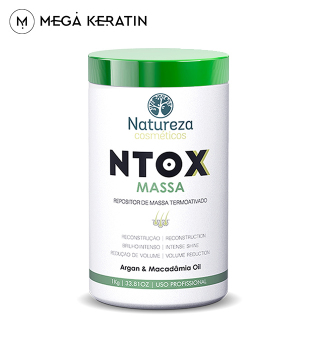 MEGA KERATIN
Natureza
cosmeticos
NTOX
MASSA
REPOSITOR DE MASSA TERMOATIVADO
RECONSTRUÇÃO | RECONSTRUCTION
BRILHO INTENSO | INTENSE SHINE
REDUÇÃO DE VOLUME | VOLUME REDUCTION
Argan & Macadâmia Oil
1Kg | 33.81OZ | USO PROFISSIONAL